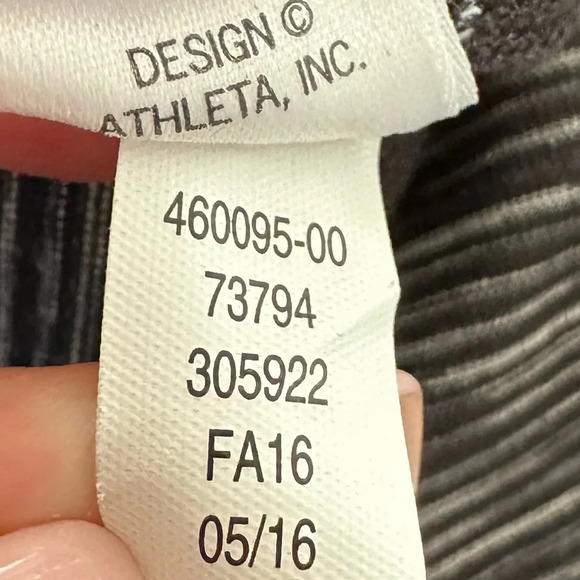 DESIGN ©
ATHLETA, INC.
460095-00
73794
305922
FA16
05/16